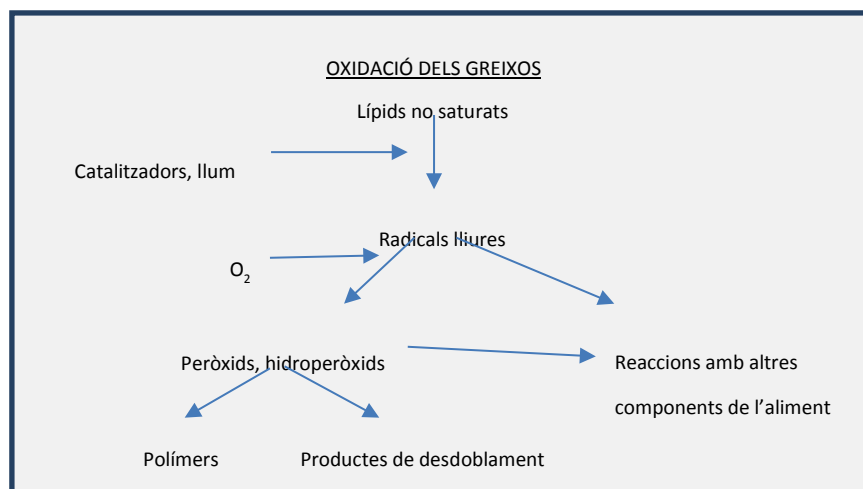 OXIDACIÓ DELS GREIXOS
Lípids no saturats
Catalitzadors, llum
Radicals lliures
O₂
Peròxids, hidroperòxids
Reaccions amb altres
components de l’aliment
Polímers
Productes de desdoblament